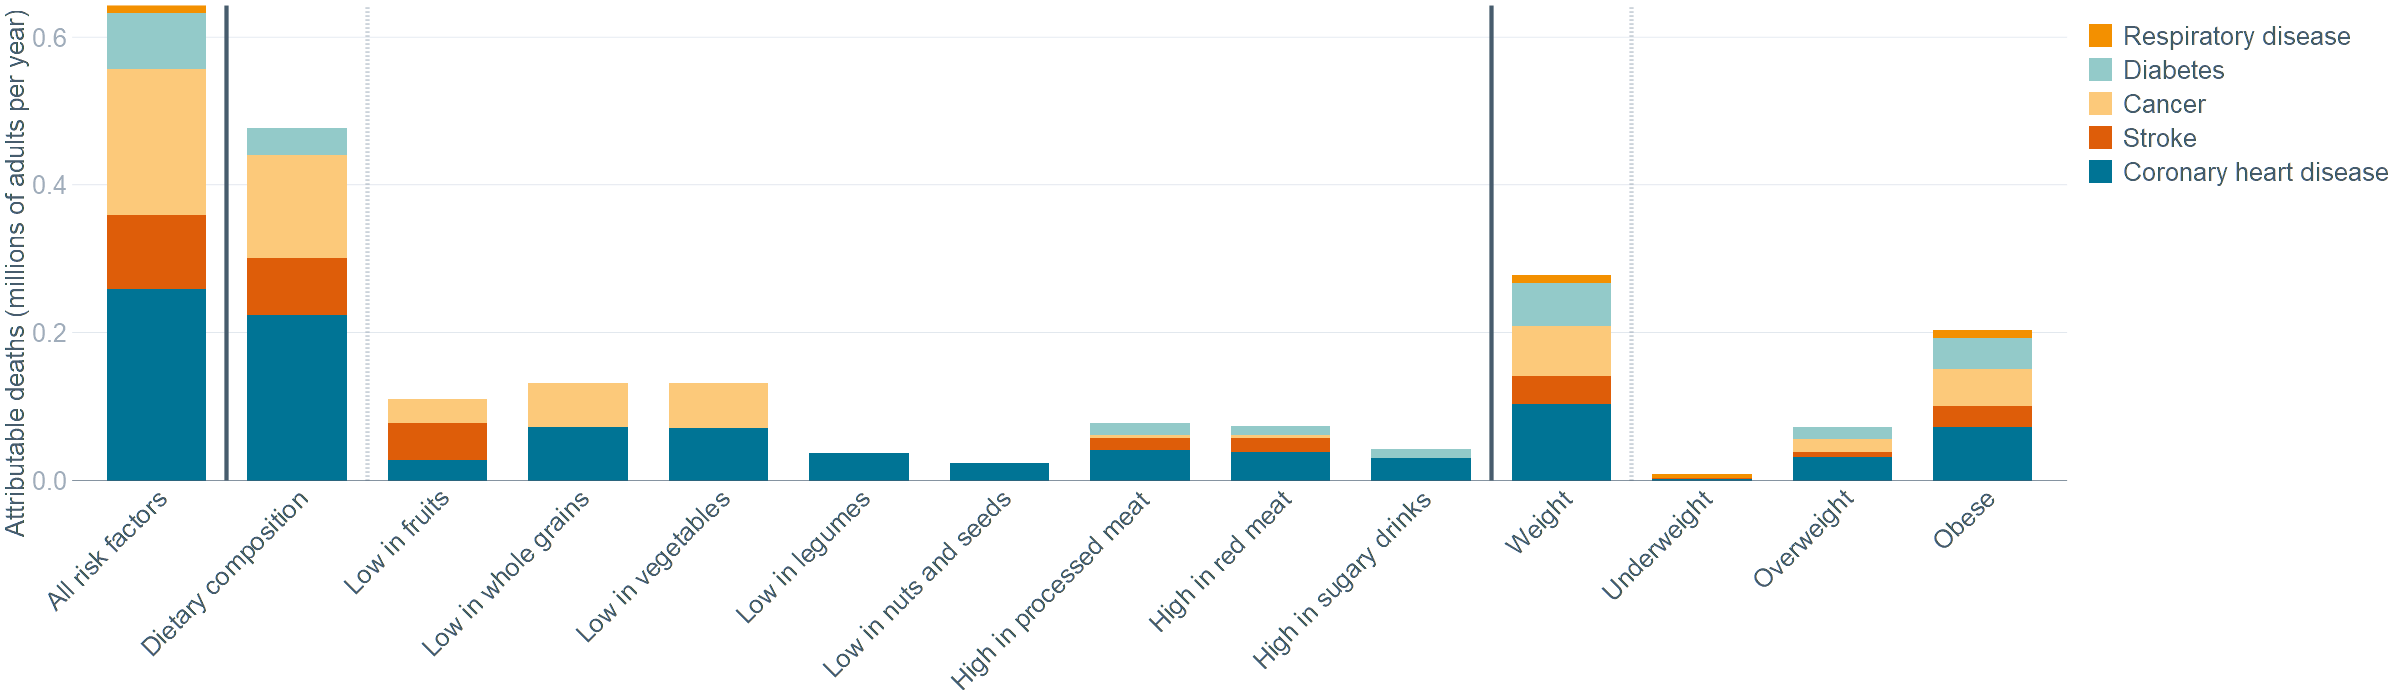 Attributable deaths (millions of adults per year)
0.6
0.4
0.2
0.0
All risk factors
Dietary composition
Low in fruits
Low in whole grains
Low in vegetables
Low in legumes
Low in nuts and seeds
High in processed meat
High in red meat
High in sugary drinks
Weight
Underweight
Overweight
Obese
Respiratory disease
Diabetes
Cancer
Stroke
Coronary heart disease